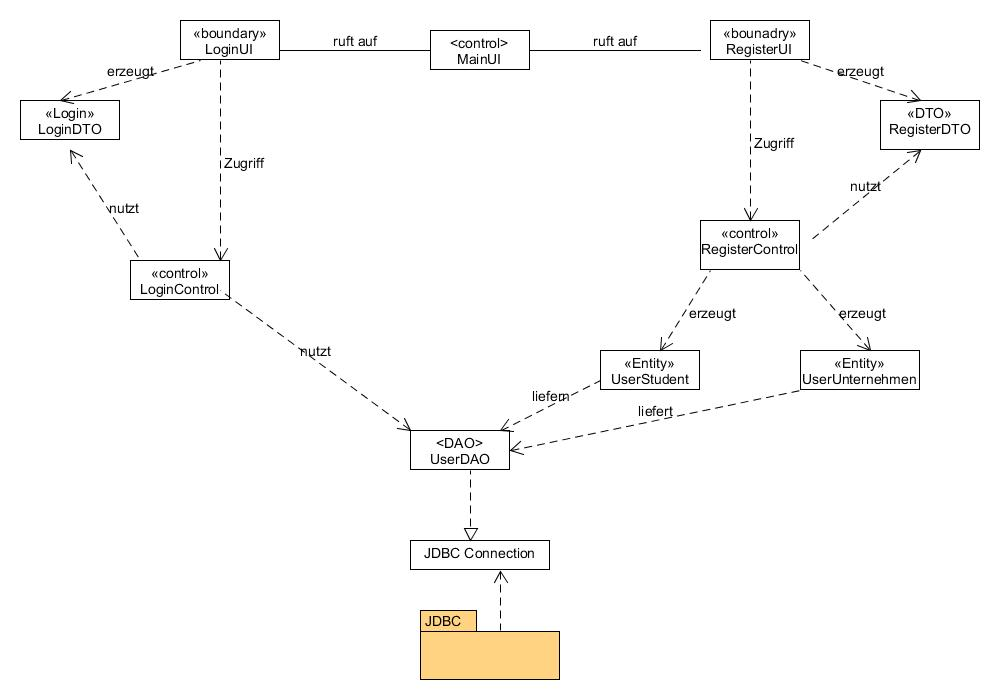 «boundary»
LoginUI
ruft auf
<control>
MainUI
ruft auf
«bounadry»
RegisterUI
erzeugt
erzeugt
«Login»
LoginDTO
«DTO»
RegisterDTO
Zugriff
Zugriff
nutzt
nutzt
«control»
RegisterControl
«control»
LoginControl
erzeugt
erzeugt
nutzt
«Entity»
UserStudent
«Entity»
UserUnternehmen
liefern
liefert
<DAO>
UserDAO
JDBC Connection
JDBC